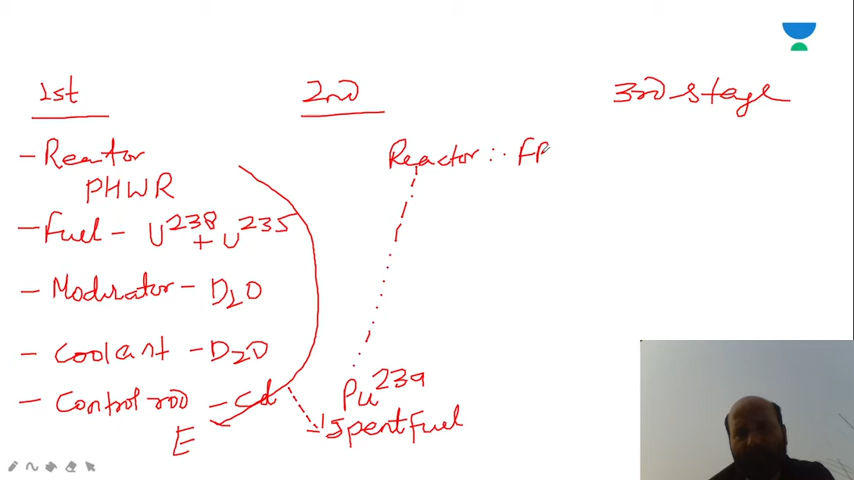 1st
2nd
3rd stage
- Reactor
PHWR
- Fuel - U238 + U235
- Moderator - D2O
- Coolant - D2O
- Control rod - Cd
E
Reactor :- FB
Pu239
Spent Fuel